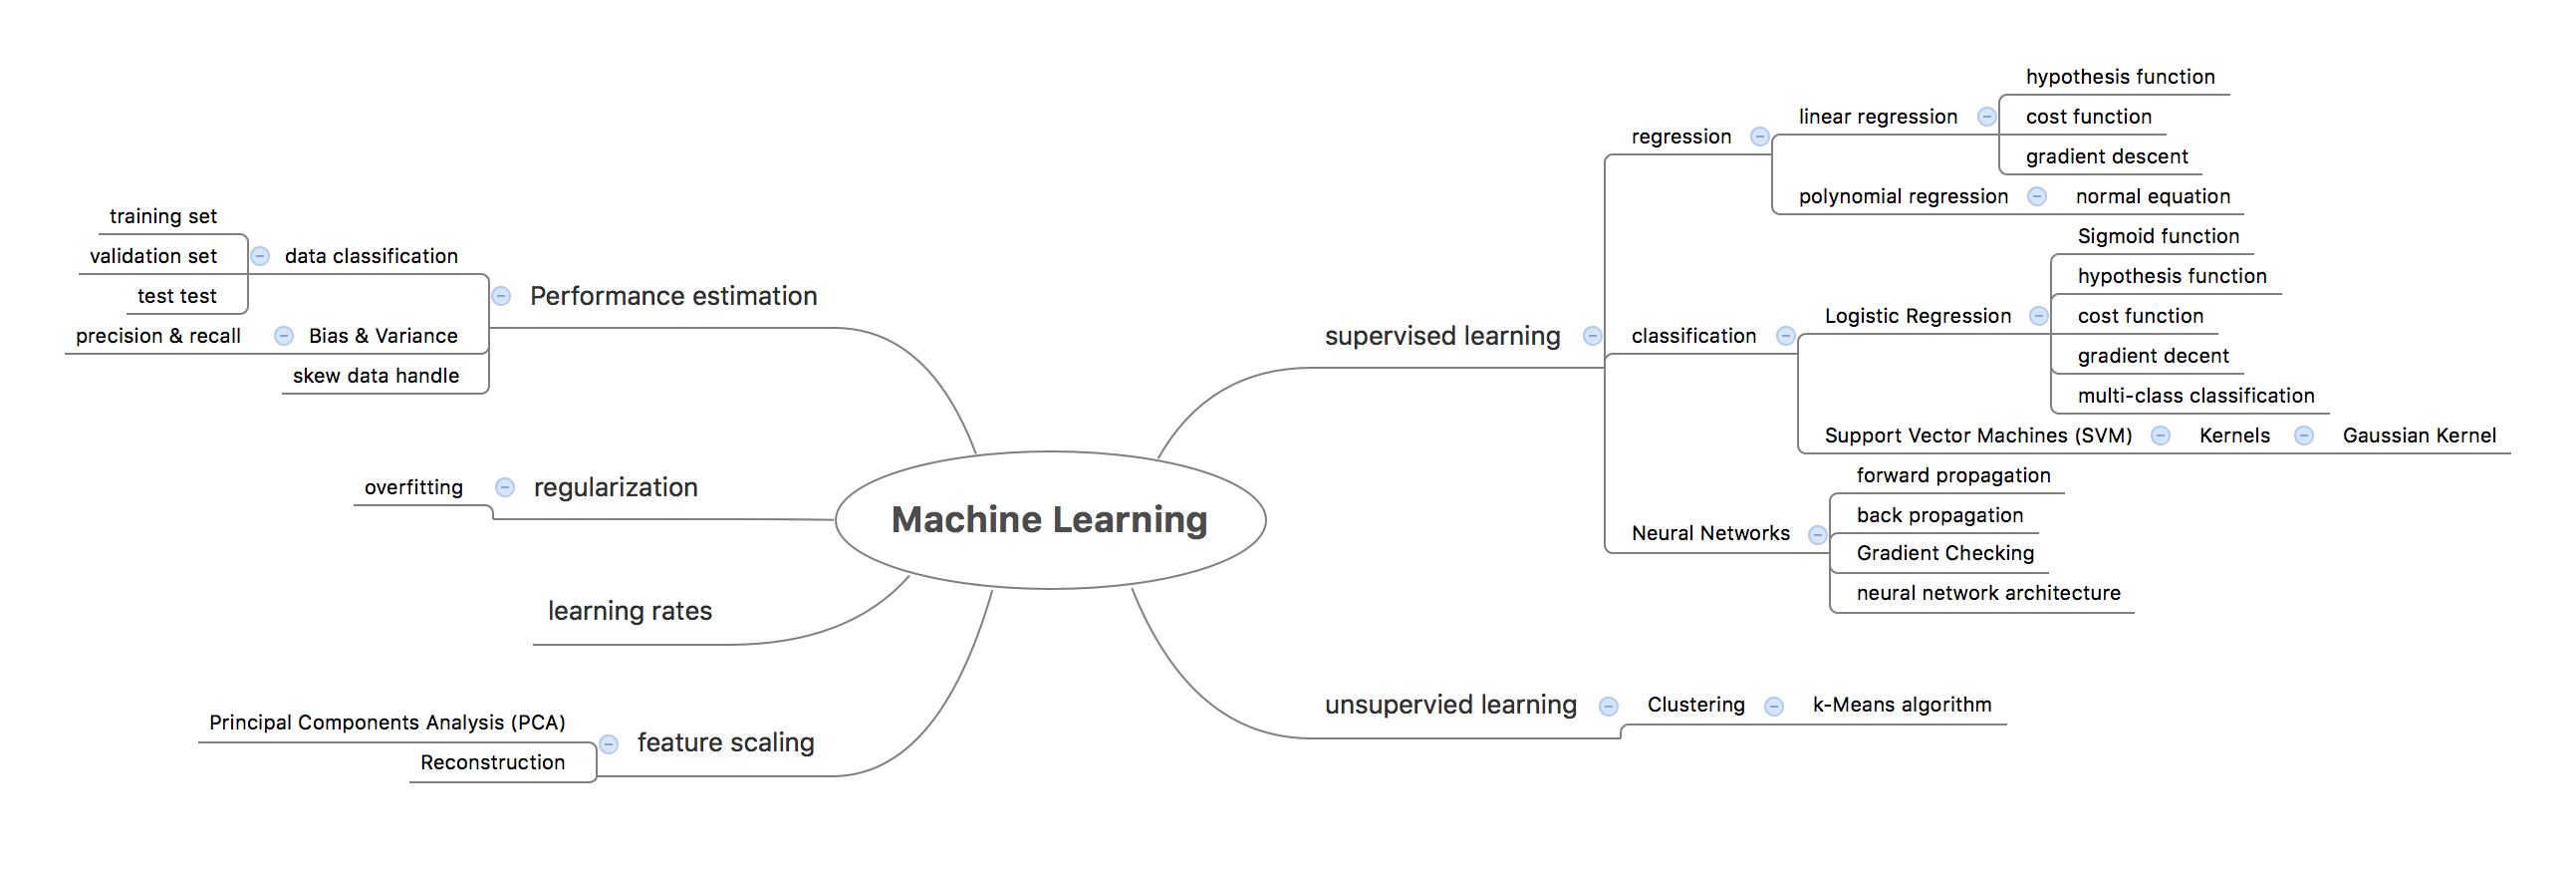 Machine Learning
supervised learning
regression
linear regression
hypothesis function
cost function
gradient descent
polynomial regression
normal equation
classification
Logistic Regression
Sigmoid function
hypothesis function
cost function
gradient decent
multi-class classification
Support Vector Machines (SVM)
Kernels
Gaussian Kernel
Neural Networks
forward propagation
back propagation
Gradient Checking
neural network architecture
unsupervied learning
Clustering
k-Means algorithm
Performance estimation
data classification
training set
validation set
test test
Bias & Variance
precision & recall
skew data handle
regularization
overfitting
learning rates
feature scaling
Principal Components Analysis (PCA)
Reconstruction